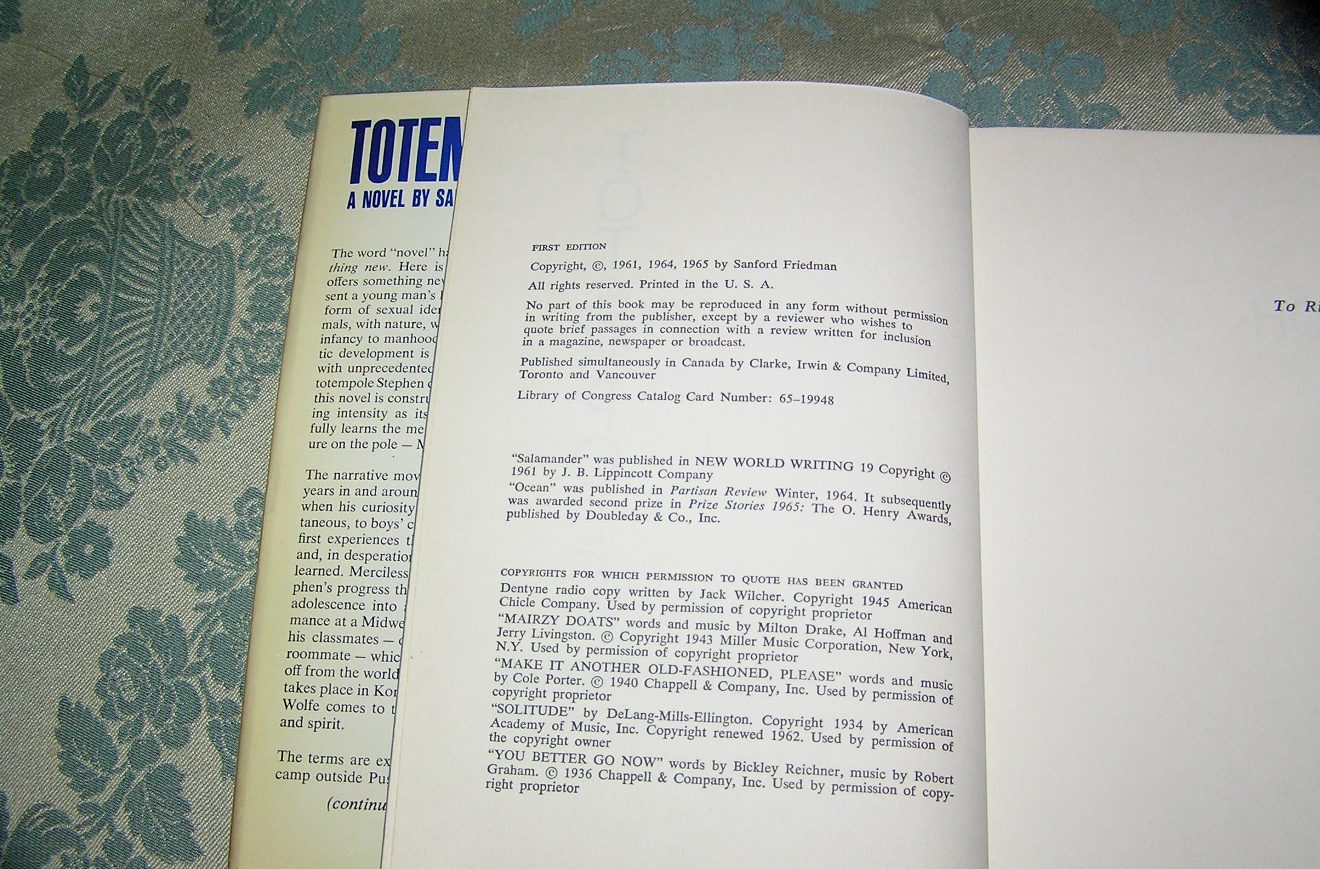 TOTEM
A NOVEL BY SA
The word "novel" ha
thing new. Here is
offers something new
sent a young man's
form of sexual iden
mals, with nature, w
infancy to manhood
tic development is
with unprecedented
totempole Stephen
this novel is constru
ing intensity as its
fully learns the me
ure on the pole —
The narrative mov
years in and aroun
when his curiosity
taneous, to boys' c
first experiences t
and, in desperation
learned. Merciless
phen's progress th
adolescence into
mance at a Midwe
his classmates —
roommate — whic
off from the world
takes place in Kor
Wolfe comes to t
and spirit.
The terms are ex
camp outside Pus
(continu
FIRST EDITION
Copyright, ©, 1961, 1964, 1965 by Sanford Friedman
All rights reserved. Printed in the U. S. A.
No part of this book may be reproduced in any form without permission
in writing from the publisher, except by a reviewer who wishes to
quote brief passages in connection with a review written for inclusion
in a magazine, newspaper or broadcast.
Published simultaneously in Canada by Clarke, Irwin & Company Limited,
Toronto and Vancouver
Library of Congress Catalog Card Number: 65–19948
"Salamander" was published in NEW WORLD WRITING 19 Copyright ©
1961 by J. B. Lippincott Company
"Ocean" was published in Partisan Review Winter, 1964. It subsequently
was awarded second prize in Prize Stories 1965: The O. Henry Awards,
published by Doubleday & Co., Inc.
COPYRIGHTS FOR WHICH PERMISSION TO QUOTE HAS BEEN GRANTED
Dentyne radio copy written by Jack Wilcher. Copyright 1945 American
Chicle Company. Used by permission of copyright proprietor
"MAIRZY DOATS" words and music by Milton Drake, Al Hoffman and
Jerry Livingston. © Copyright 1943 Miller Music Corporation, New York,
N.Y. Used by permission of copyright proprietor
"MAKE IT ANOTHER OLD-FASHIONED, PLEASE" words and music
by Cole Porter. © 1940 Chappell & Company, Inc. Used by permission of
copyright proprietor
"SOLITUDE" by DeLang-Mills-Ellington. Copyright 1934 by American
Academy of Music, Inc. Copyright renewed 1962. Used by permission of
the copyright owner
"YOU BETTER GO NOW" words by Bickley Reichner, music by Robert
Graham. © 1936 Chappell & Company, Inc. Used by permission of copy-
right proprietor
To Ri